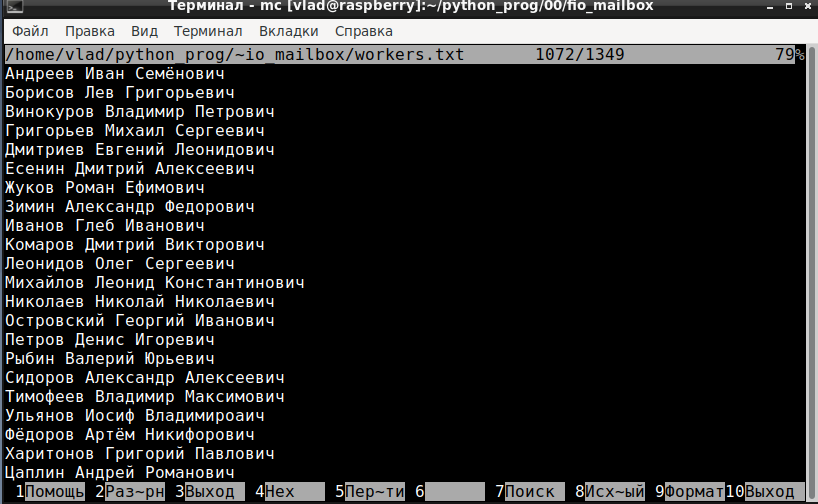 Терминал - mc [vlad@raspberry]:~/python_prog/00/fio_mailbox
Файл Правка Вид Терминал Вкладки Справка
/home/vlad/python_prog/~io_mailbox/workers.txt 1072/1349 79%
Андреев Иван Семёнович
Борисов Лев Григорьевич
Винокуров Владимир Петрович
Григорьев Михаил Сергеевич
Дмитриев Евгений Леонидович
Есенин Дмитрий Алексеевич
Жуков Роман Ефимович
Зимин Александр Федорович
Иванов Глеб Иванович
Комаров Дмитрий Викторович
Леонидов Олег Сергеевич
Михайлов Леонид Константинович
Николаев Николай Николаевич
Островский Георгий Иванович
Петров Денис Игоревич
Рыбин Валерий Юрьевич
Сидоров Александр Алексеевич
Тимофеев Владимир Максимович
Ульянов Иосиф Владимироаич
Фёдоров Артём Никифорович
Харитонов Григорий Павлович
Цаплин Андрей Романович
1Помощь 2Раз~рн 3Выход 4Hex 5Пер~ти 6 7Поиск 8Исх~ый 9Формат 10Выход